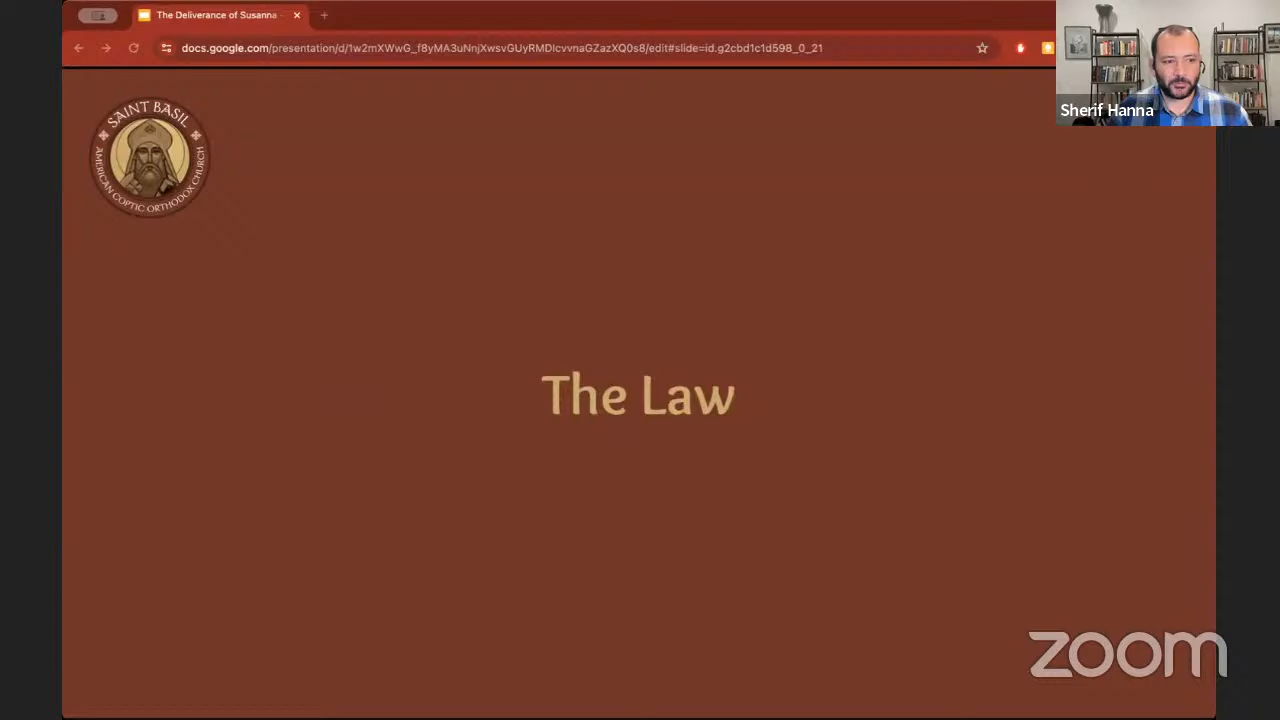 The Deliverance of Susanna
docs.google.com/presentation/d/1w2mXWwG_f8yMA3uNnjXwsvGUyRMDlcvvnaGZazXQ0s8/edit#slide=id.g2cbd1c1d598_0_21
Sherif Hanna
SAINT BASIL
AMERICAN COPTIC ORTHODOX CHURCH
The Law
zoom